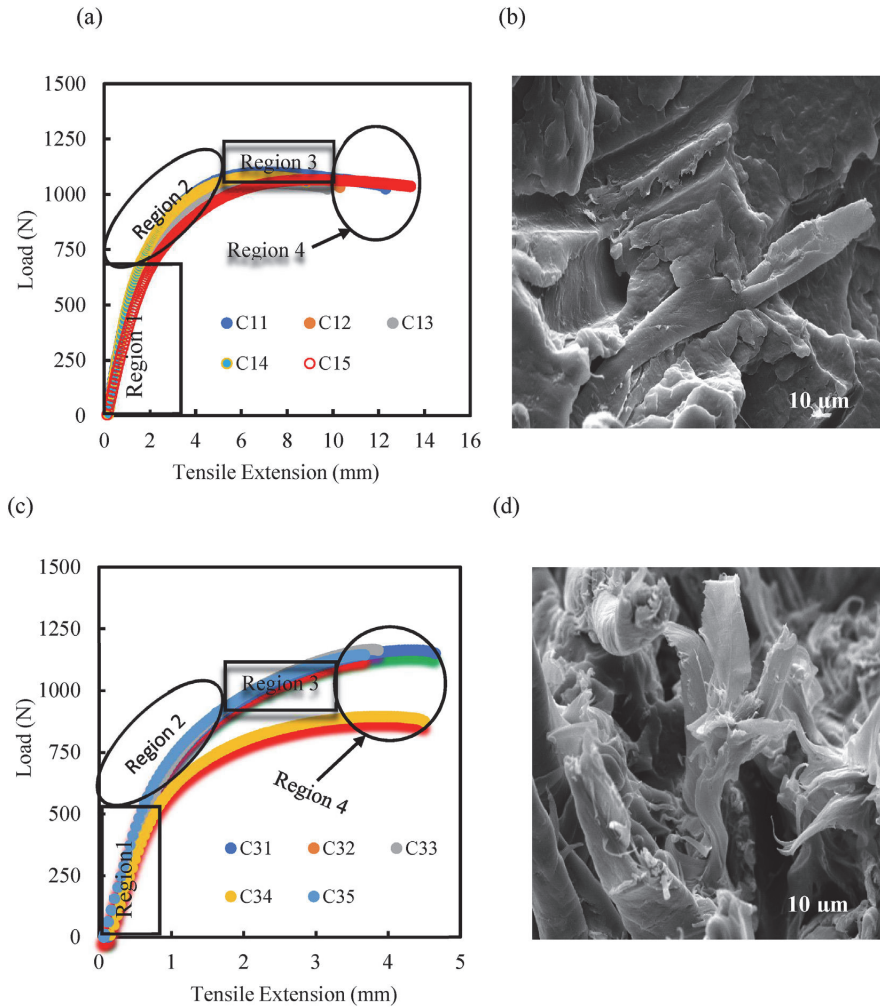 (a)
(b)
1500
1250
1000
750
500
250
0
Load (N)
0 2 4 6 8 10 12 14 16
Tensile Extension (mm)
Region 1
Region 2
Region 3
Region 4
C11 C12 C13
C14 C15
10 µm
(c)
(d)
1500
1250
1000
750
500
250
0
Load (N)
0 1 2 3 4 5
Tensile Extension (mm)
Region1
Region 2
Region 3
Region 4
C31 C32 C33
C34 C35
10 µm